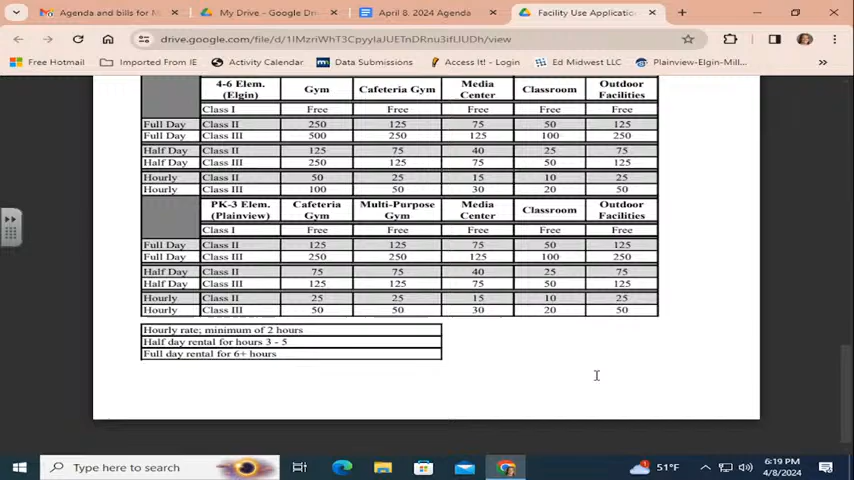 Agenda and bills for M
My Drive - Google Dri
April 8. 2024 Agenda
Facility Use Applicatio
drive.google.com/file/d/1lMzriWhT3CpyylaJUETnDRnu3ifUUDh/view
Free Hotmail Imported From IE Activity Calendar Data Submissions Access It! - Login Ed Midwest LLC Plainview-Elgin-Mill...
4-6 Elem. (Elgin) Gym Cafeteria Gym Media Center Classroom Outdoor Facilities
Class I Free Free Free Free Free
Full Day Class II 250 125 75 50 125
Full Day Class III 500 250 125 100 250
Half Day Class II 125 75 40 25 75
Half Day Class III 250 125 75 50 125
Hourly Class II 50 25 15 10 25
Hourly Class III 100 50 30 20 50
PK-3 Elem. (Plainview) Cafeteria Gym Multi-Purpose Gym Media Center Classroom Outdoor Facilities
Class I Free Free Free Free Free
Full Day Class II 125 125 75 50 125
Full Day Class III 250 250 125 100 250
Half Day Class II 75 75 40 25 75
Half Day Class III 125 125 75 50 125
Hourly Class II 25 25 15 10 25
Hourly Class III 50 50 30 20 50
Hourly rate; minimum of 2 hours
Half day rental for hours 3 - 5
Full day rental for 6+ hours
Type here to search
51°F
6:19 PM
4/8/2024